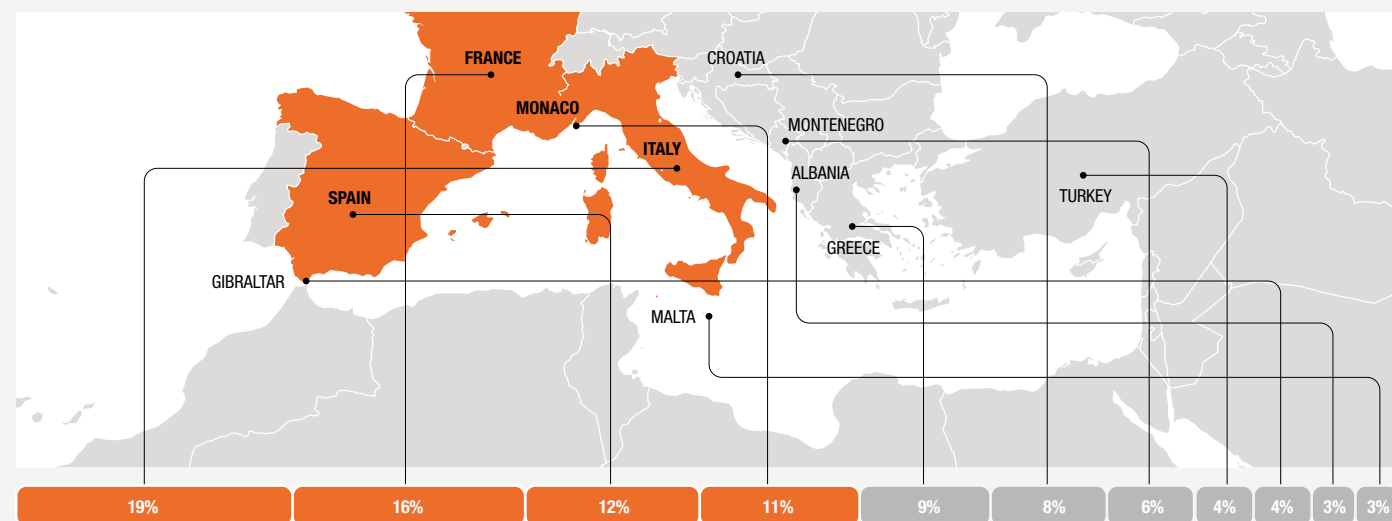 FRANCE
CROATIA
MONACO
MONTENEGRO
ITALY
ALBANIA
SPAIN
TURKEY
GREECE
GIBRALTAR
MALTA
19% 16% 12% 11% 9% 8% 6% 4% 4% 3% 3%